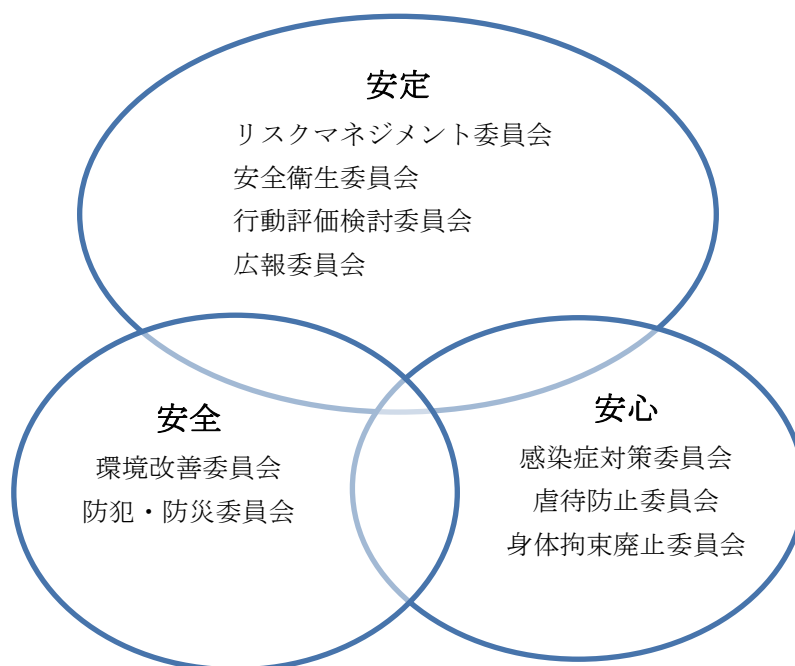 安定
リスクマネジメント委員会
安全衛生委員会
行動評価検討委員会
広報委員会
安全
環境改善委員会
防犯・防災委員会
安心
感染症対策委員会
虐待防止委員会
身体拘束廃止委員会